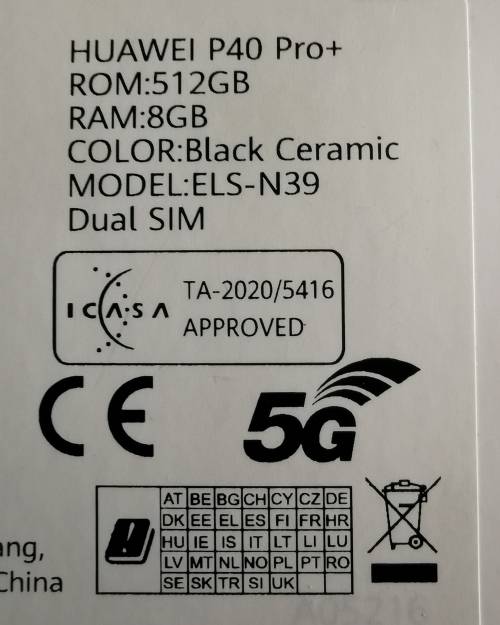 HUAWEI P40 Pro+
ROM:512GB
RAM:8GB
COLOR:Black Ceramic
MODEL:ELS-N39
Dual SIM
ICASA
TA-2020/5416
APPROVED
CE
5G
AT BE BG CH CY CZ DE
DK EE EL ES FI FR HR
HU IE IS IT LT LI LU
LV MT NL NO PL PT RO
SE SK TR SI UK
ang,
China